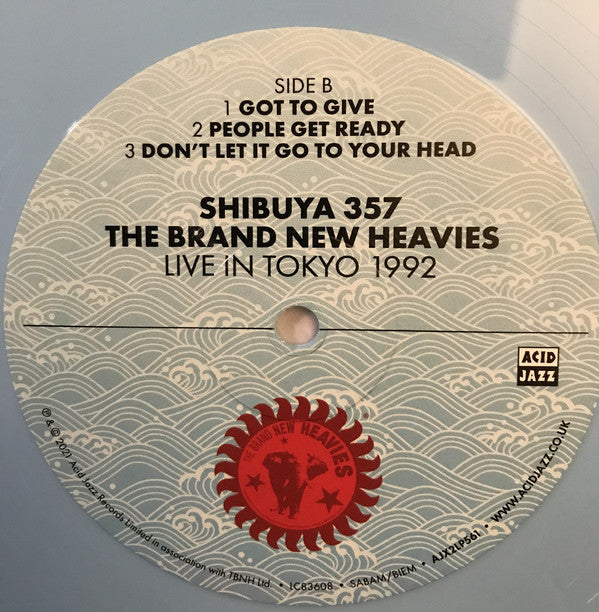 SIDE B
1 GOT TO GIVE
2 PEOPLE GET READY
3 DON'T LET IT GO TO YOUR HEAD
SHIBUYA 357
THE BRAND NEW HEAVIES
LIVE iN TOKYO 1992
ACID
JAZZ
THE BRAND NEW HEAVIES
®
℗ & © 2021 Acid Jazz Records Limited in association with TBNH Ltd. • LC83608 • SABAM/BIEM • AJX2LP561 • WWW.ACIDJAZZ.CO.UK